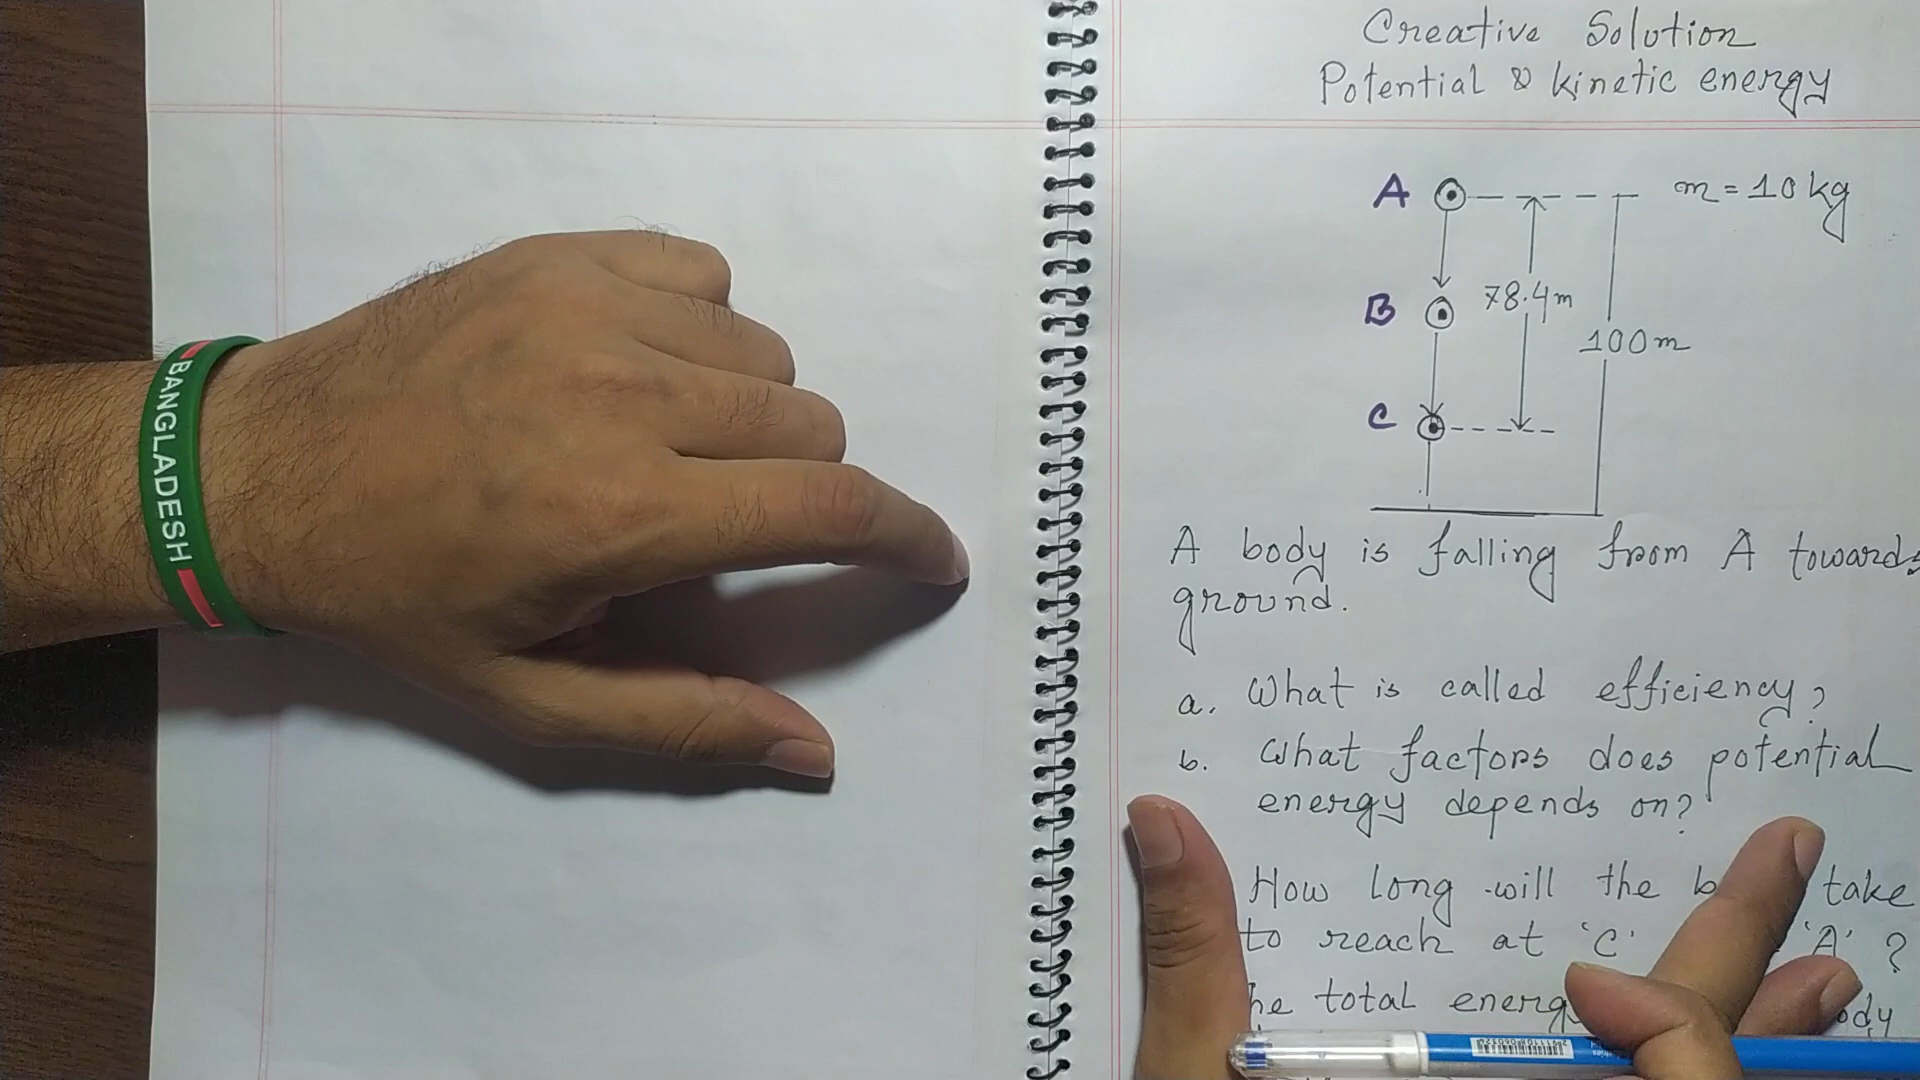 BANGLADESH
Creative Solution
Potential & kinetic energy
A
m = 10 kg
B
78.4m
100m
C
A body is falling from A towards
ground.
a. What is called efficiency?
b. What factors does potential
energy depends on?
How long will the take
to reach at 'C' 'A' ?
total